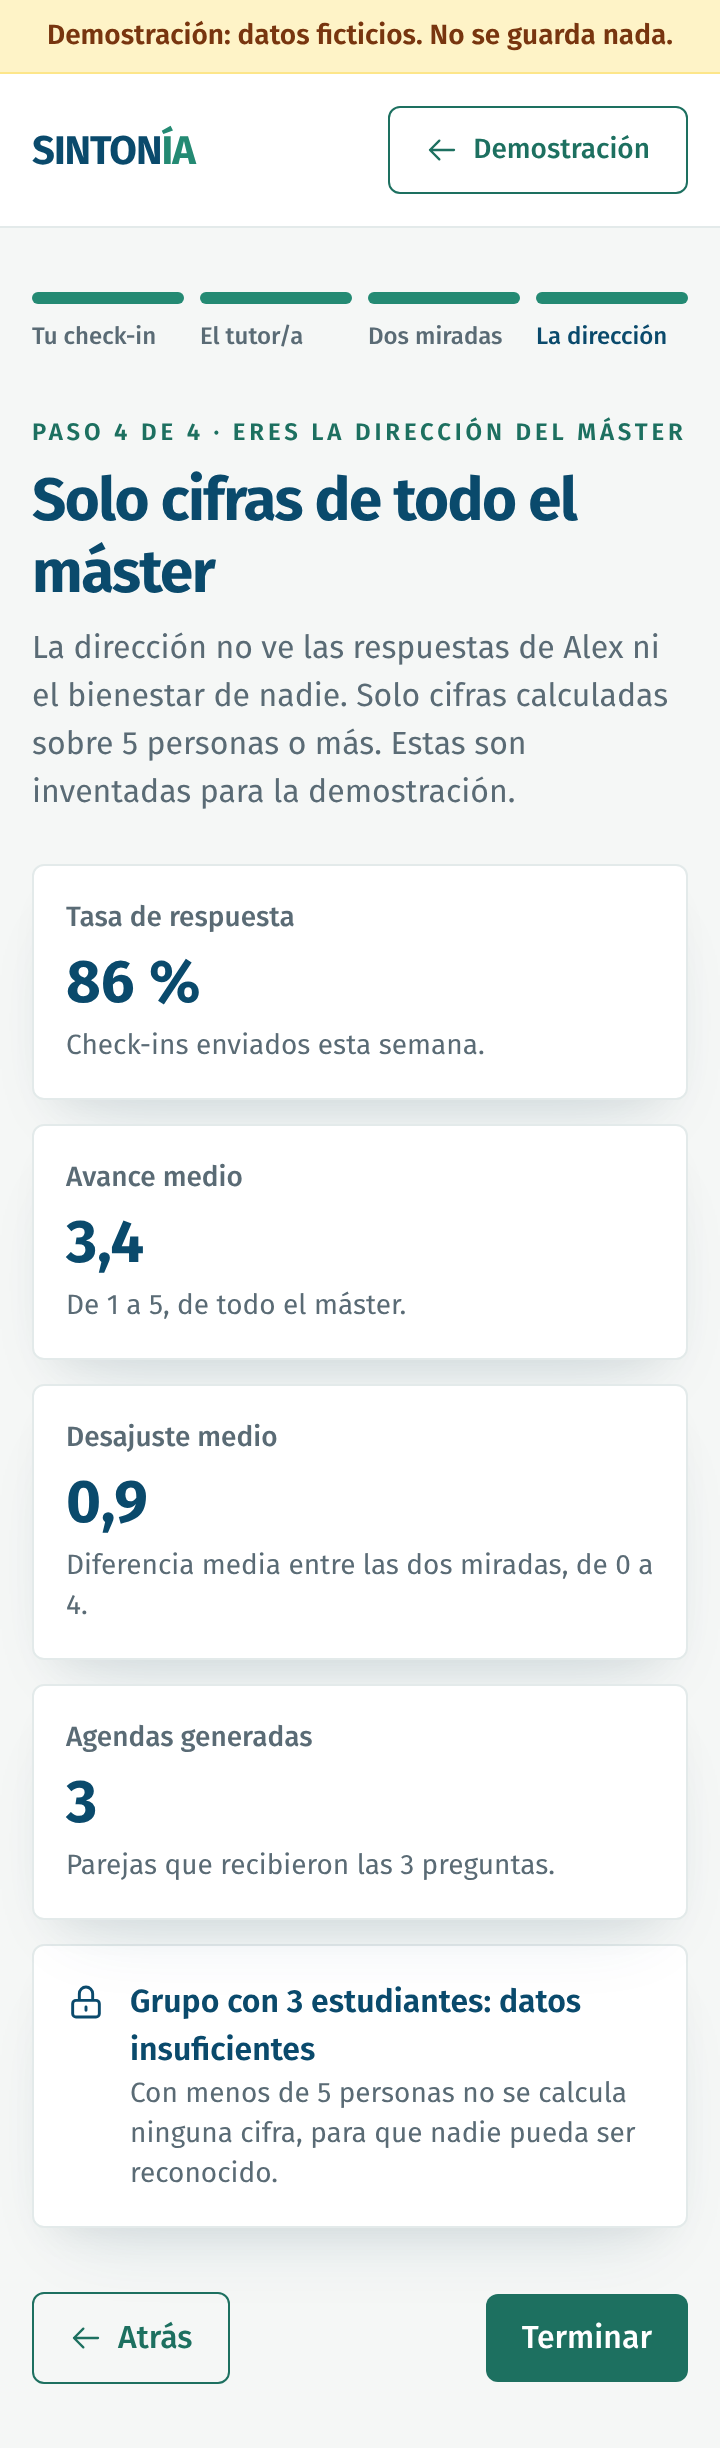 Demostración: datos ficticios. No se guarda nada.
SINTONÍA
← Demostración
Tu check-in
El tutor/a
Dos miradas
La dirección
PASO 4 DE 4 · ERES LA DIRECCIÓN DEL MÁSTER
Solo cifras de todo el
máster
La dirección no ve las respuestas de Alex ni
el bienestar de nadie. Solo cifras calculadas
sobre 5 personas o más. Estas son
inventadas para la demostración.
Tasa de respuesta
86 %
Check-ins enviados esta semana.
Avance medio
3,4
De 1 a 5, de todo el máster.
Desajuste medio
0,9
Diferencia media entre las dos miradas, de 0 a
4.
Agendas generadas
3
Parejas que recibieron las 3 preguntas.
Grupo con 3 estudiantes: datos
insuficientes
Con menos de 5 personas no se calcula
ninguna cifra, para que nadie pueda ser
reconocido.
← Atrás
Terminar